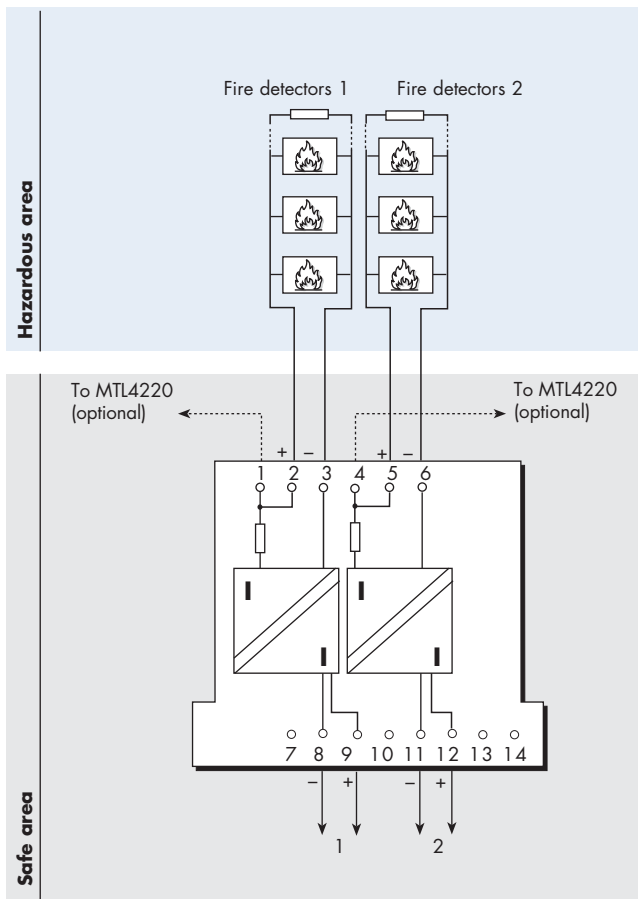 Hazardous area
Fire detectors 1
Fire detectors 2
To MTL4220
(optional)
To MTL4220
(optional)
+ – + –
1 2 3 4 5 6
7 8 9 10 11 12 13 14
– + – +
1 2
Safe area